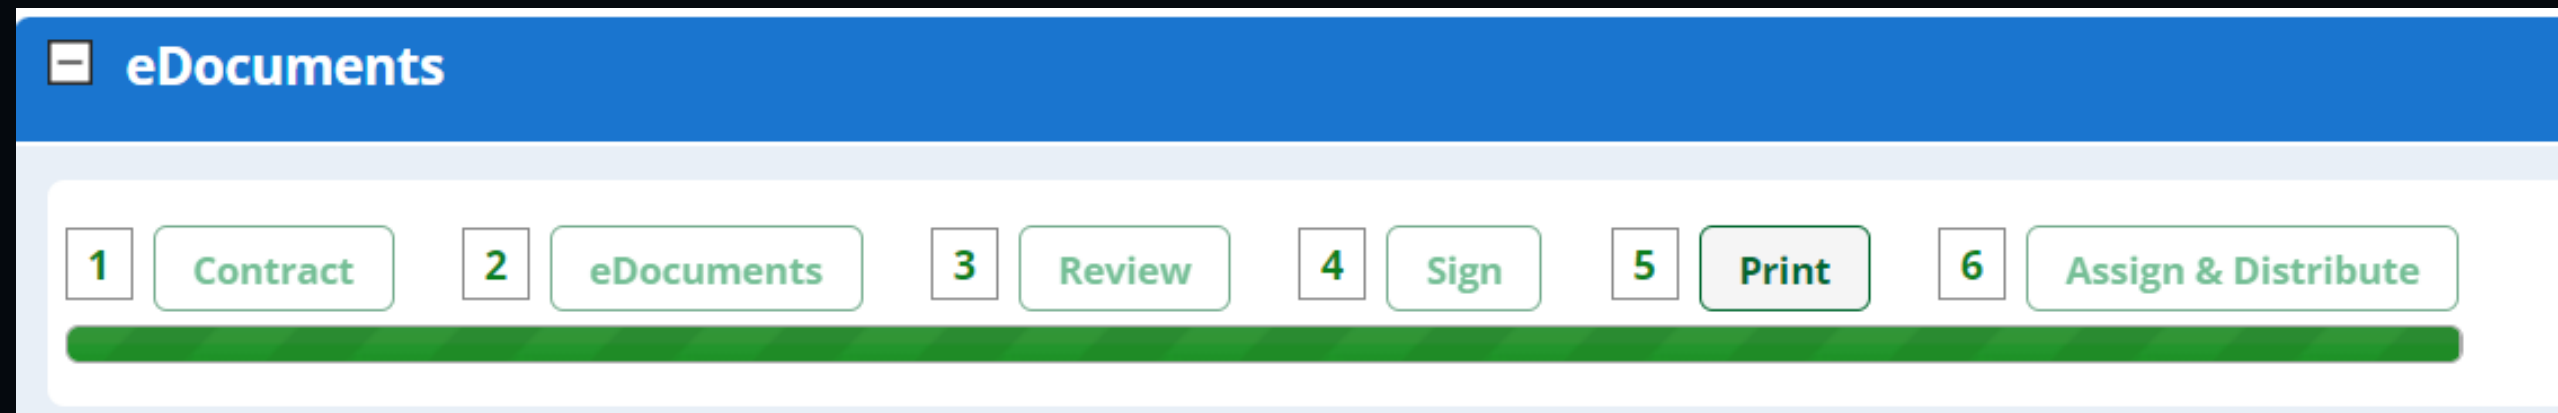 eDocuments
1 Contract 2 eDocuments 3 Review 4 Sign 5 Print 6 Assign & Distribute